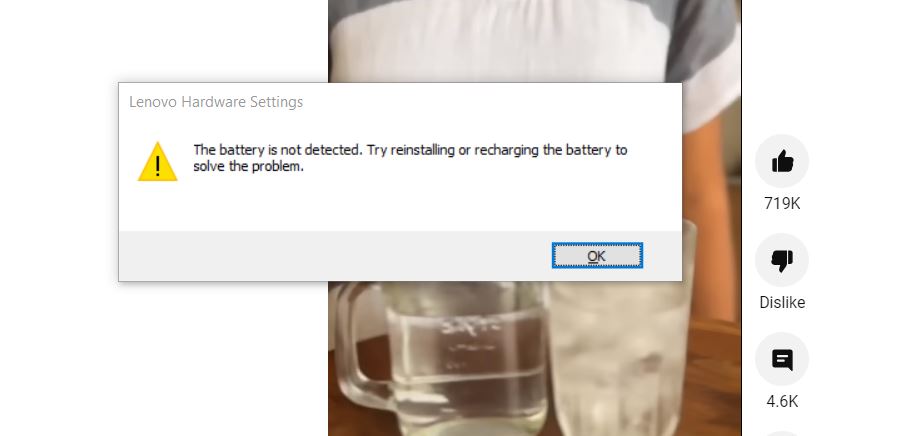 Lenovo Hardware Settings
The battery is not detected. Try reinstalling or recharging the battery to
solve the problem.
OK
719K
Dislike
4.6K